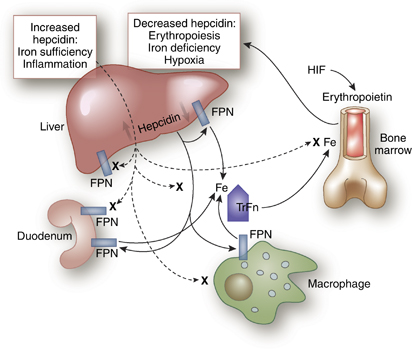 Increased
hepcidin:
Iron sufficiency
Inflammation
Decreased hepcidin:
Erythropoiesis
Iron deficiency
Hypoxia
HIF
Erythropoietin
FPN
Hepcidin
Liver
X Fe
Bone
marrow
X
FPN
X
Fe
X
FPN
TrFn
Duodenum
FPN
FPN
X
Macrophage